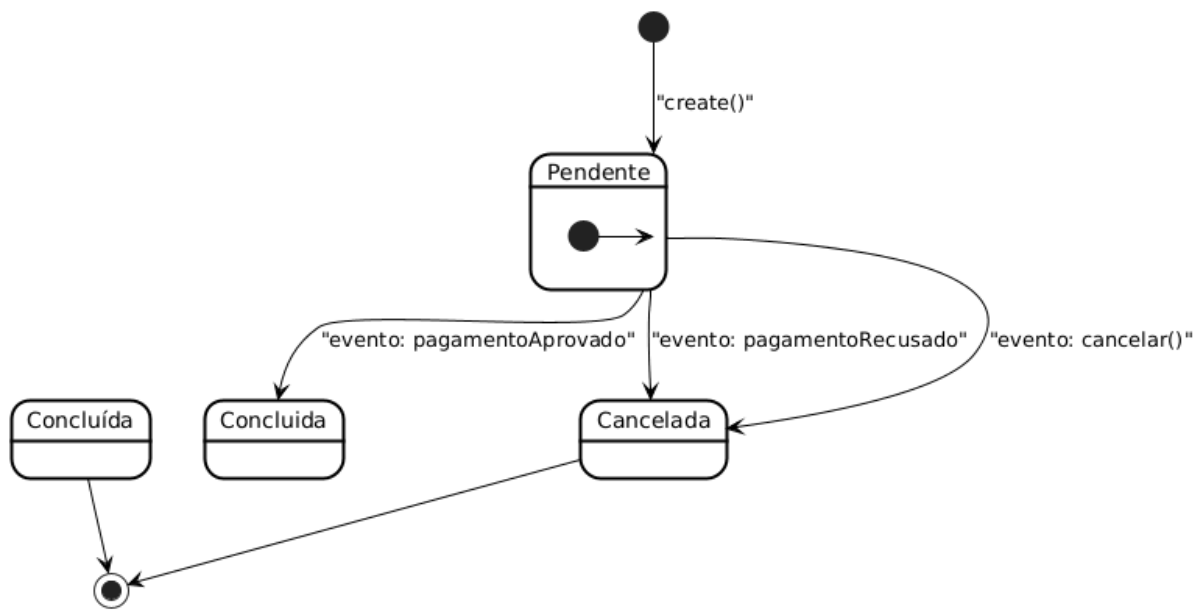 "create()"
Pendente
"evento: pagamentoAprovado"
"evento: pagamentoRecusado"
"evento: cancelar()"
Concluída
Concluida
Cancelada